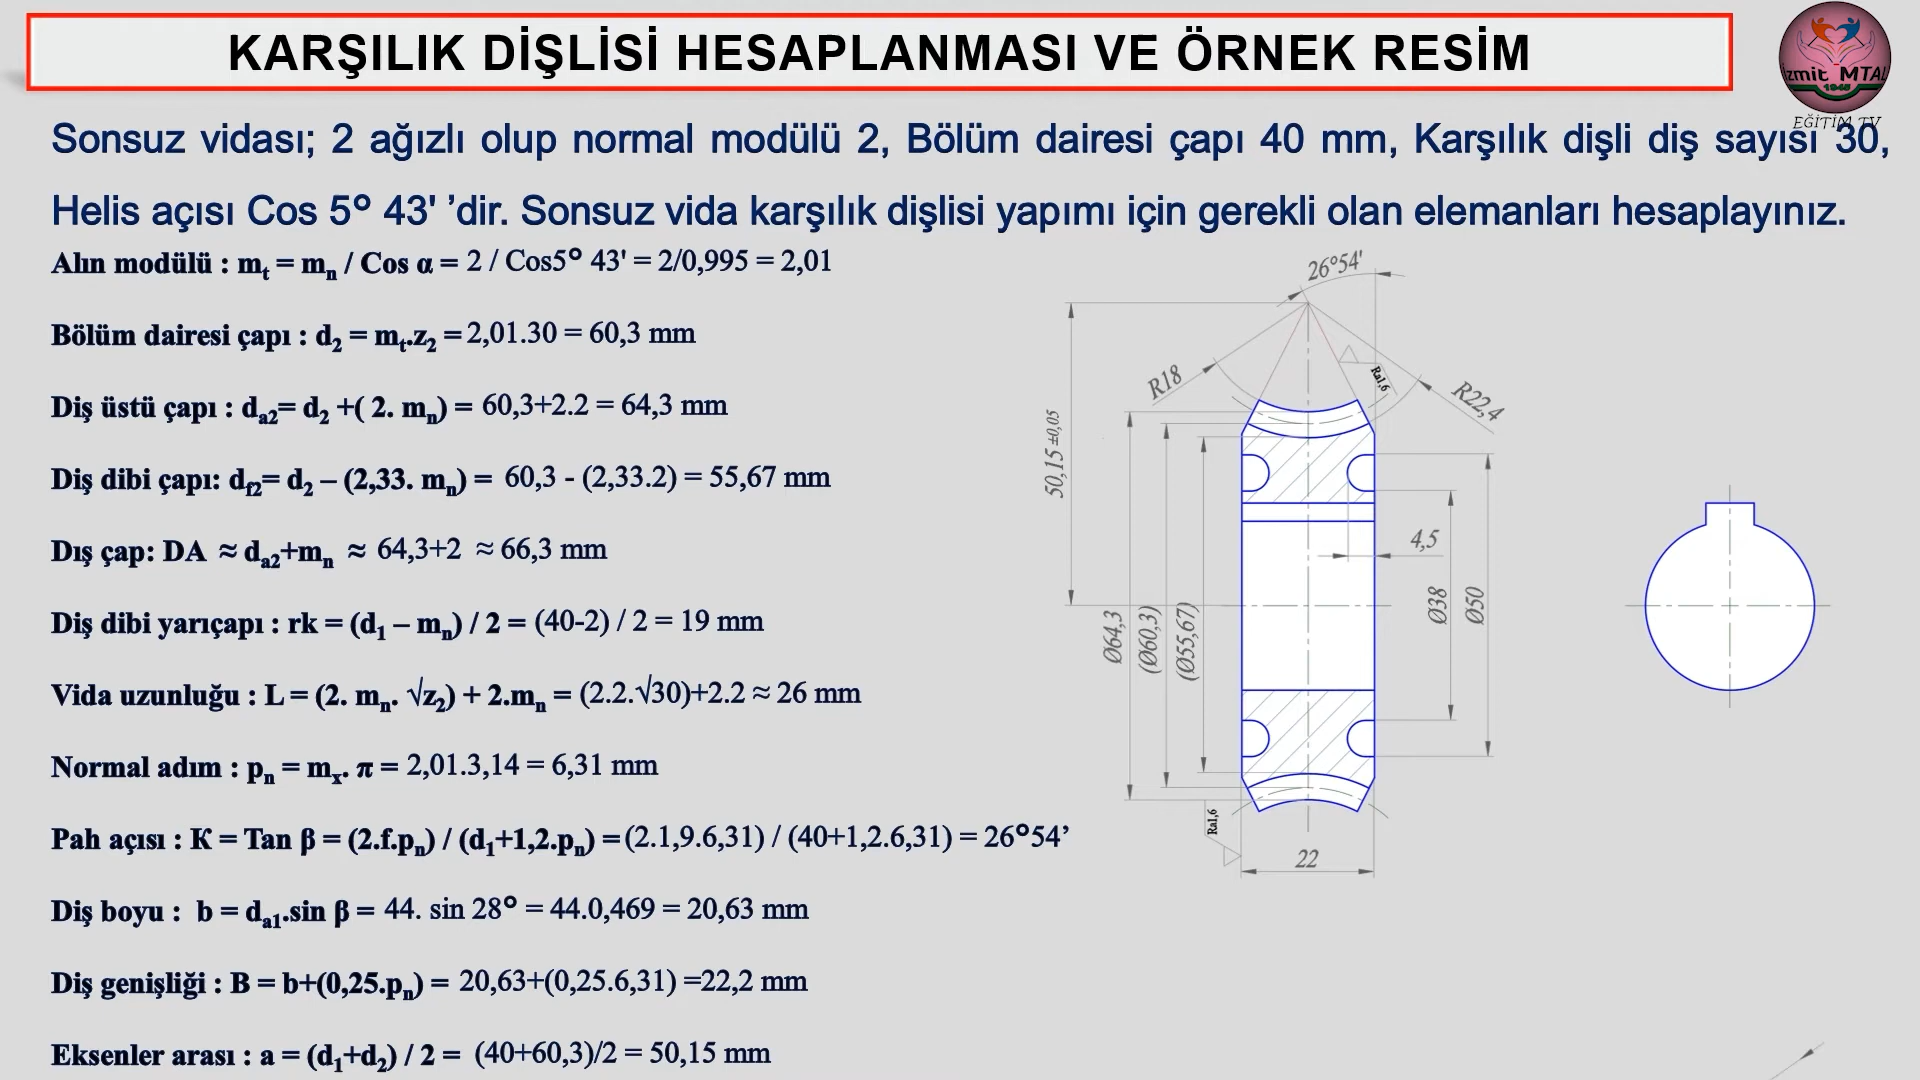 KARŞILIK DİŞLİSİ HESAPLANMASI VE ÖRNEK RESİM
İzmit MTAL
1945
EĞİTİM TV
Sonsuz vidası; 2 ağızlı olup normal modülü 2, Bölüm dairesi çapı 40 mm, Karşılık dişli diş sayısı 30,
Helis açısı Cos 5° 43' ’dir. Sonsuz vida karşılık dişlisi yapımı için gerekli olan elemanları hesaplayınız.
Alın modülü : mₜ = mₙ / Cos α = 2 / Cos5° 43' = 2/0,995 = 2,01
Bölüm dairesi çapı : d₂ = mₜ.z₂ = 2,01.30 = 60,3 mm
Diş üstü çapı : dₐ₂= d₂ +( 2. mₙ) = 60,3+2.2 = 64,3 mm
Diş dibi çapı: d_f2= d₂ – (2,33. mₙ) = 60,3 - (2,33.2) = 55,67 mm
Dış çap: DA ≈ dₐ₂+mₙ ≈ 64,3+2 ≈ 66,3 mm
Diş dibi yarıçapı : rk = (d₁ – mₙ) / 2 = (40-2) / 2 = 19 mm
Vida uzunluğu : L = (2. mₙ. √z₂) + 2.mₙ = (2.2.√30)+2.2 ≈ 26 mm
Normal adım : pₙ = mₓ. π = 2,01.3,14 = 6,31 mm
Pah açısı : K = Tan β = (2.f.pₙ) / (d₁+1,2.pₙ) = (2.1,9.6,31) / (40+1,2.6,31) = 26°54’
Diş boyu : b = dₐ₁.sin β = 44. sin 28° = 44.0,469 = 20,63 mm
Diş genişliği : B = b+(0,25.pₙ) = 20,63+(0,25.6,31) =22,2 mm
Eksenler arası : a = (d₁+d₂) / 2 = (40+60,3)/2 = 50,15 mm
26°54'
R18
Ra1,6
R22,4
50,15 ±0,05
4,5
Ø64,3
(Ø60,3)
(Ø55,67)
Ø38
Ø50
Ra1,6
22